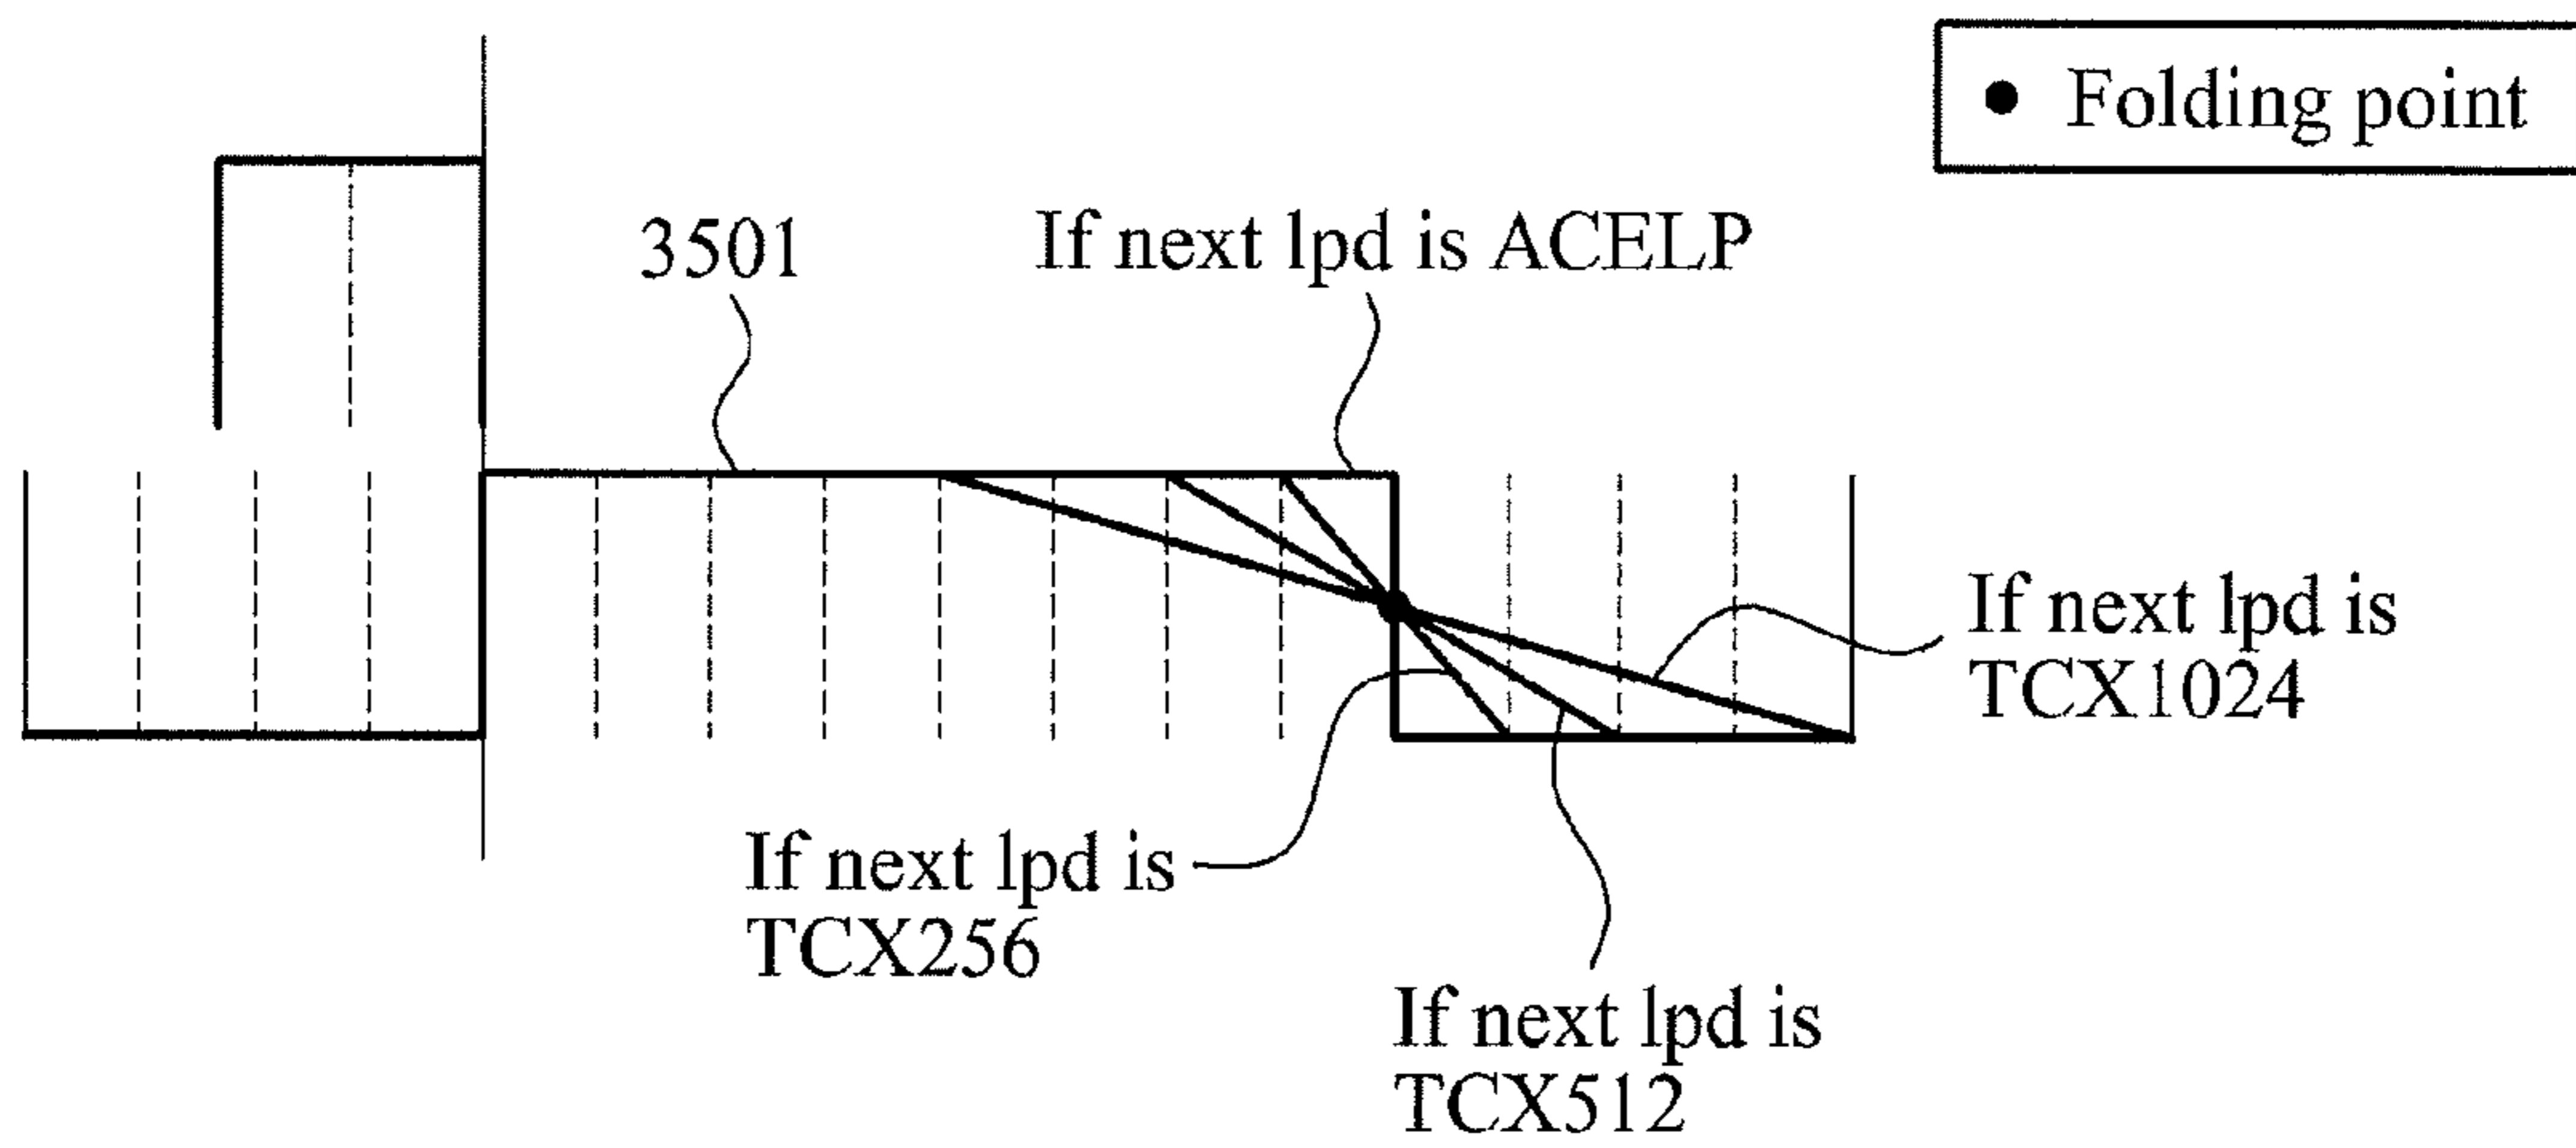 Folding point
3501
If next lpd is ACELP
If next lpd is
TCX1024
If next lpd is
TCX256
If next lpd is
TCX512